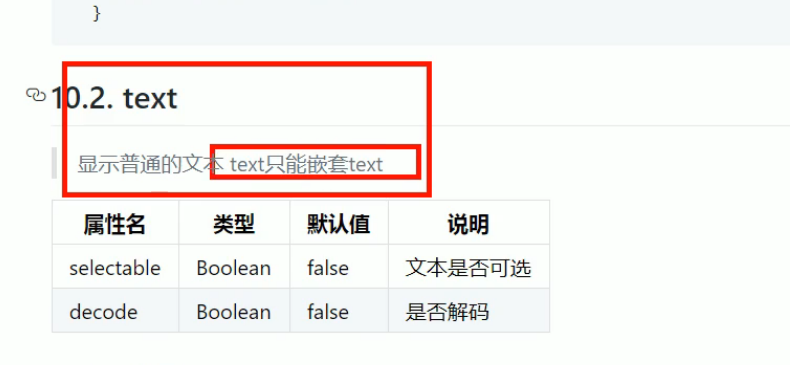 }
10.2. text
显示普通的文本 text只能嵌套text
属性名 类型 默认值 说明
selectable Boolean false 文本是否可选
decode Boolean false 是否解码